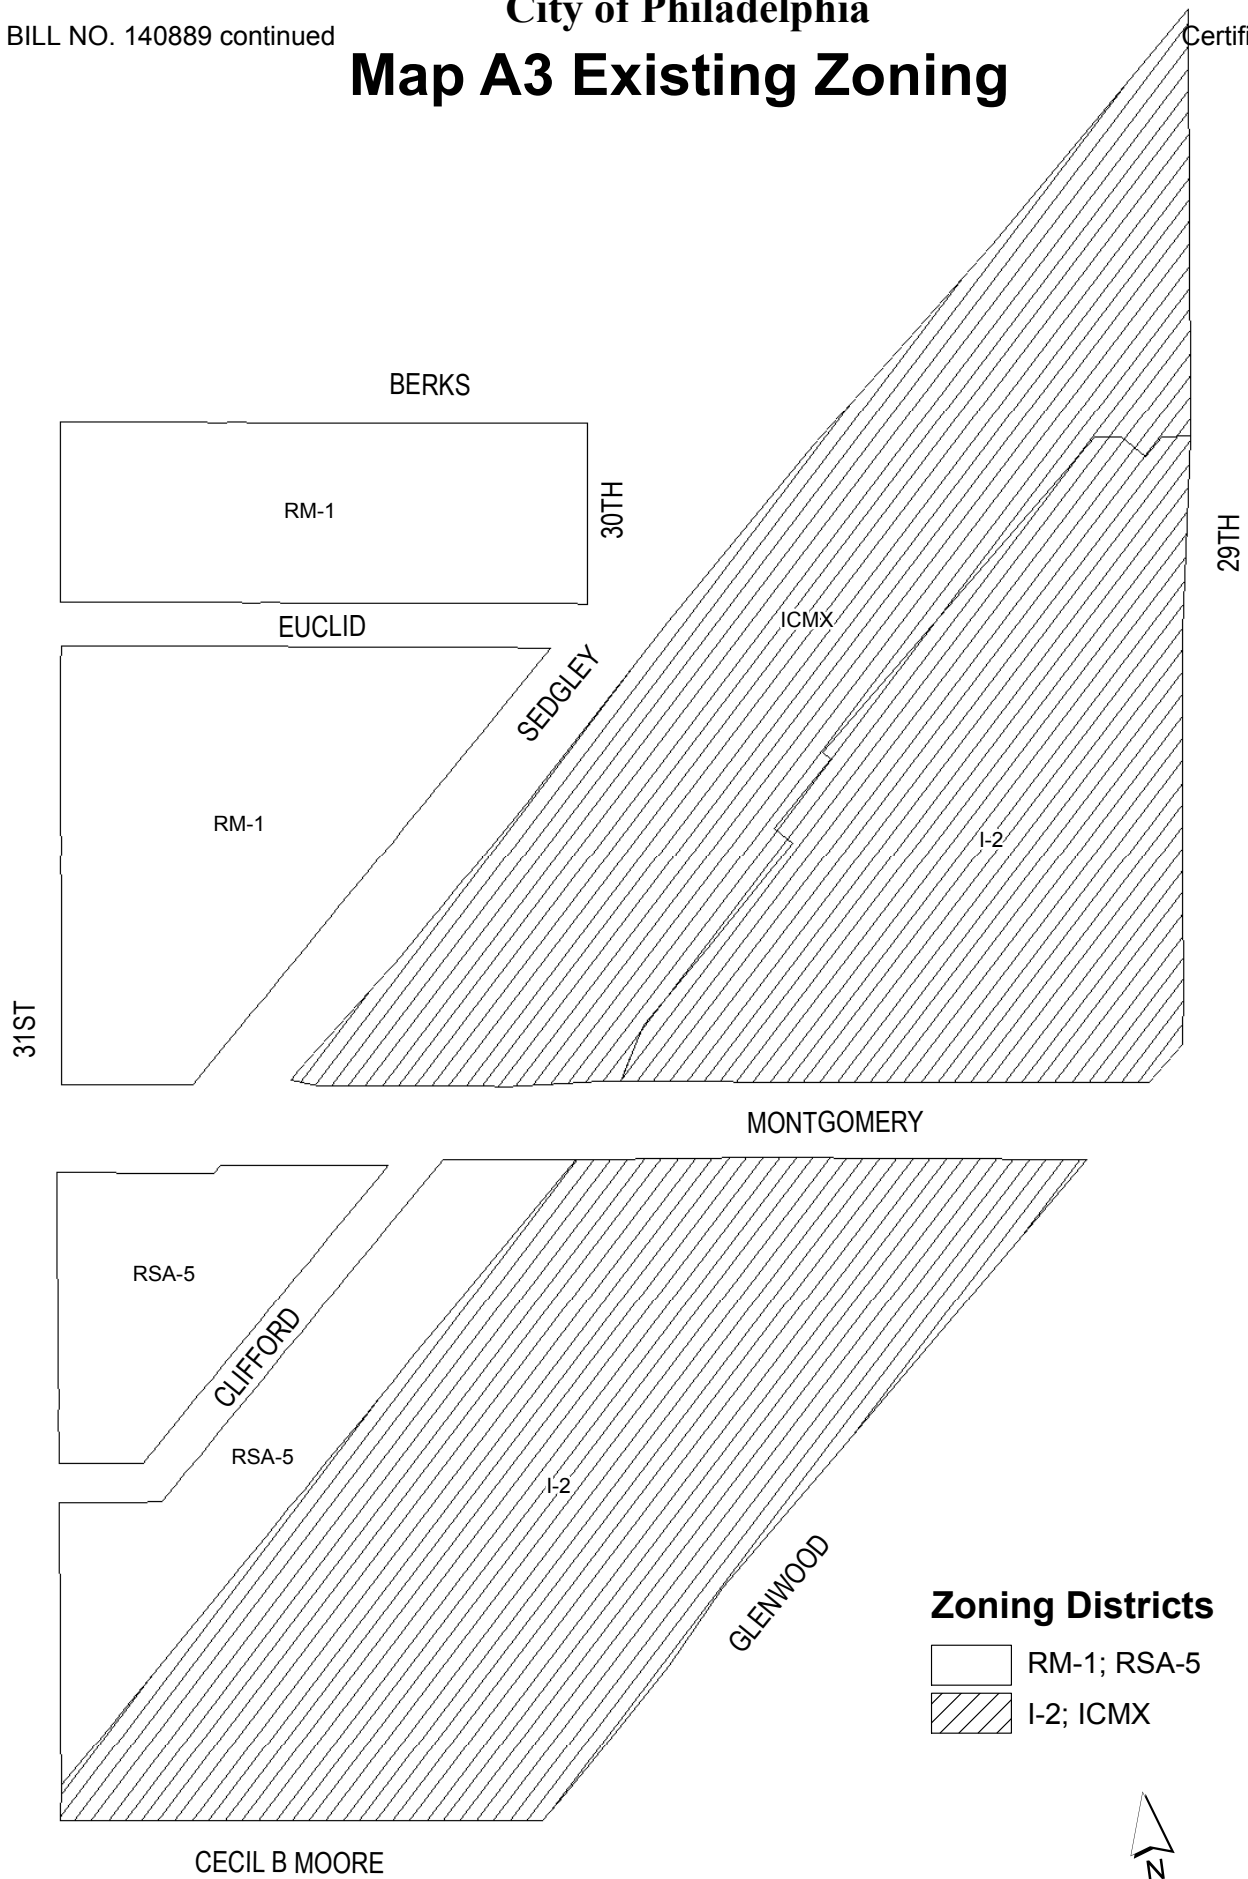 City of Philadelphia
BILL NO. 140889 continued
Certifi
Map A3 Existing Zoning
BERKS
RM-1
30TH
29TH
EUCLID
ICMX
SEDGLEY
RM-1
I-2
31ST
MONTGOMERY
RSA-5
CLIFFORD
RSA-5
I-2
GLENWOOD
Zoning Districts
RM-1; RSA-5
I-2; ICMX
CECIL B MOORE
N